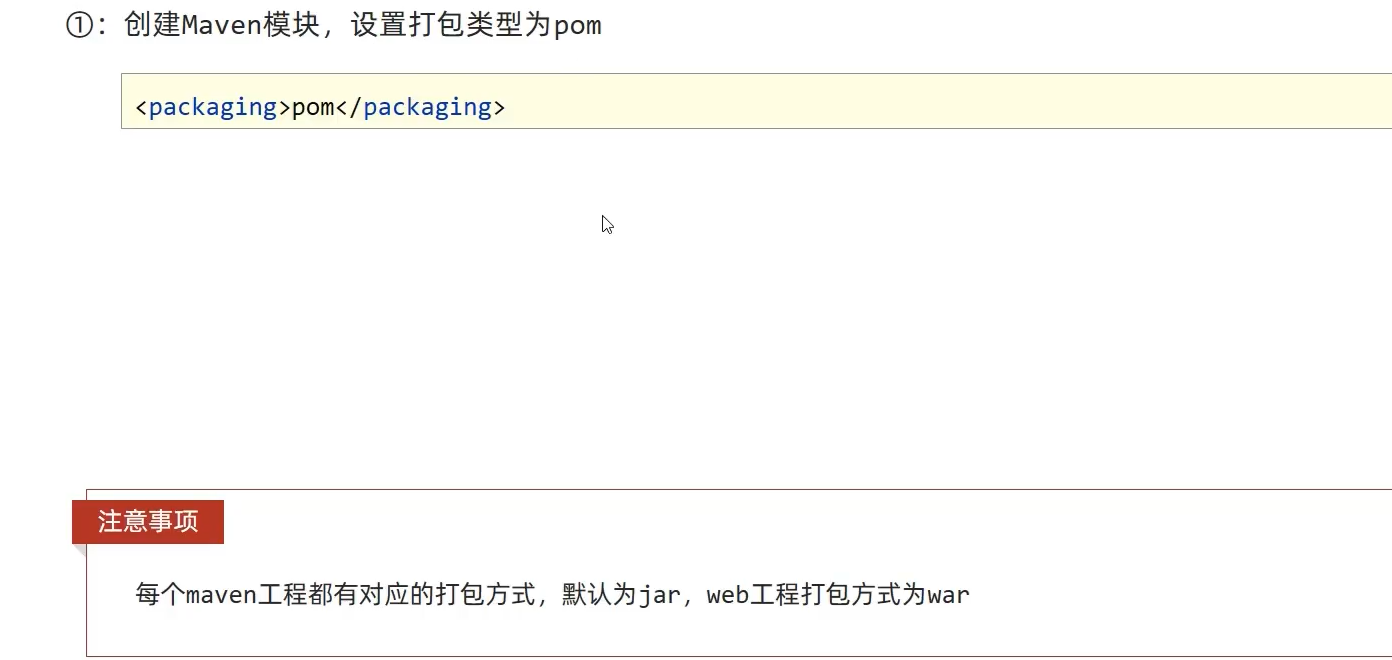 ①：创建Maven模块，设置打包类型为pom
<packaging>pom</packaging>
注意事项
每个maven工程都有对应的打包方式，默认为jar，web工程打包方式为war